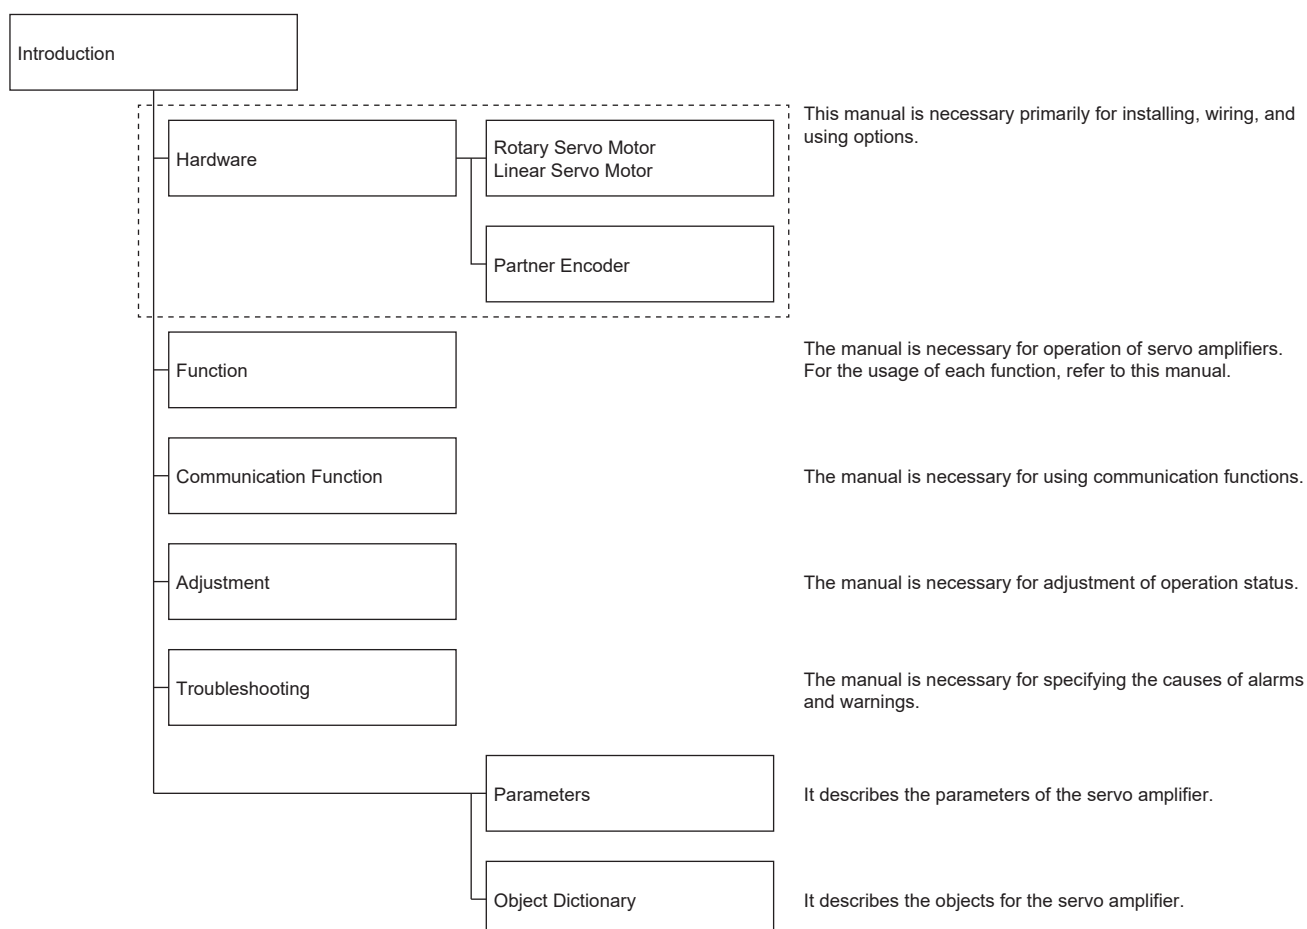 Introduction
This manual is necessary primarily for installing, wiring, and
using options.
Hardware
Rotary Servo Motor
Linear Servo Motor
Partner Encoder
Function
The manual is necessary for operation of servo amplifiers.
For the usage of each function, refer to this manual.
Communication Function
The manual is necessary for using communication functions.
Adjustment
The manual is necessary for adjustment of operation status.
Troubleshooting
The manual is necessary for specifying the causes of alarms
and warnings.
Parameters
It describes the parameters of the servo amplifier.
Object Dictionary
It describes the objects for the servo amplifier.